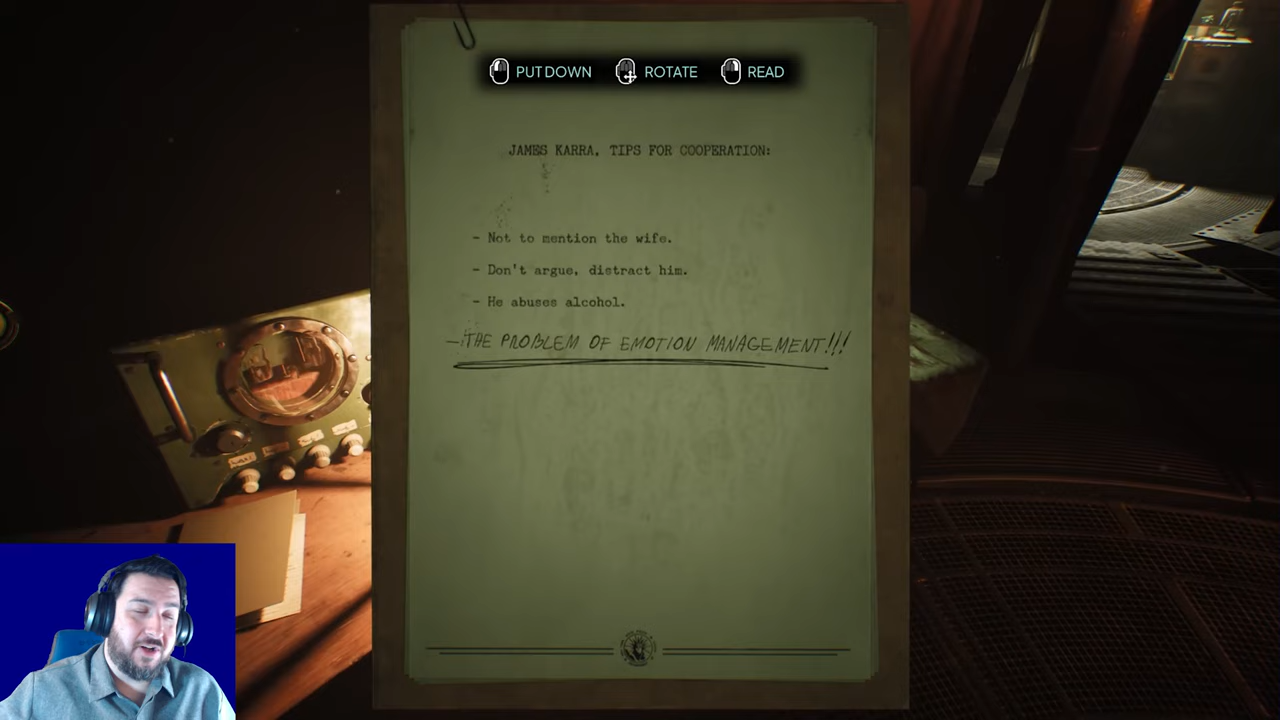 PUT DOWN ROTATE READ
JAMES KARRA, TIPS FOR COOPERATION:
- Not to mention the wife.
- Don't argue, distract him.
- He abuses alcohol.
- THE PROBLEM OF EMOTION MANAGEMENT!!!